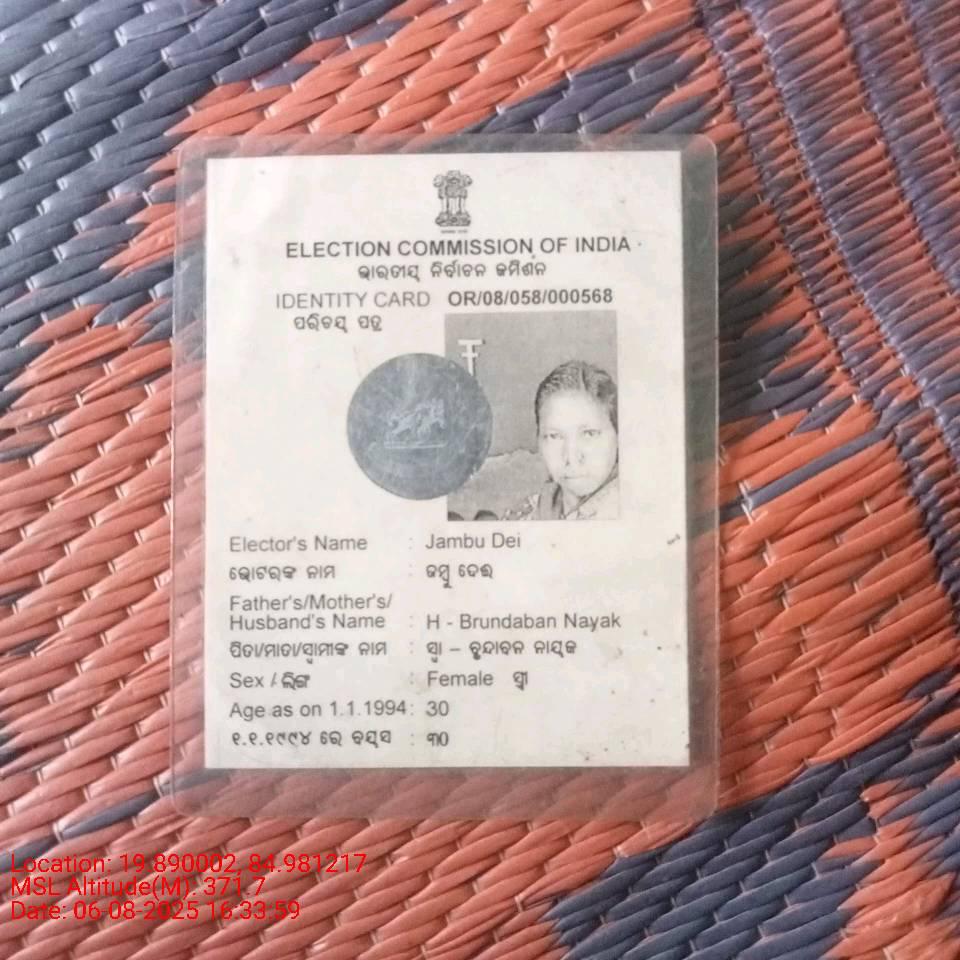 ELECTION COMMISSION OF INDIA
ଭାରତୀୟ ନିର୍ବାଚନ କମିଶନ
IDENTITY CARD OR/08/058/000568
ପରିଚୟ ପତ୍ର
Elector's Name : Jambu Dei
ଭୋଟରଙ୍କ ନାମ : ଜମ୍ବୁ ଦେଈ
Father's/Mother's/
Husband's Name : H - Brundaban Nayak
ପିତା/ମାତା/ସ୍ୱାମୀଙ୍କ ନାମ : ସ୍ୱା – ବୃନ୍ଦାବନ ନାୟକ
Sex / ଲିଙ୍ଗ : Female ସ୍ତ୍ରୀ
Age as on 1.1.1994 : 30
୧.୧.୧୯୯୪ ରେ ବୟସ : ୩୦
Location: 19.890002, 84.981217
MSL Altitude(M): 371.7
Date: 06-08-2025 16:33:59